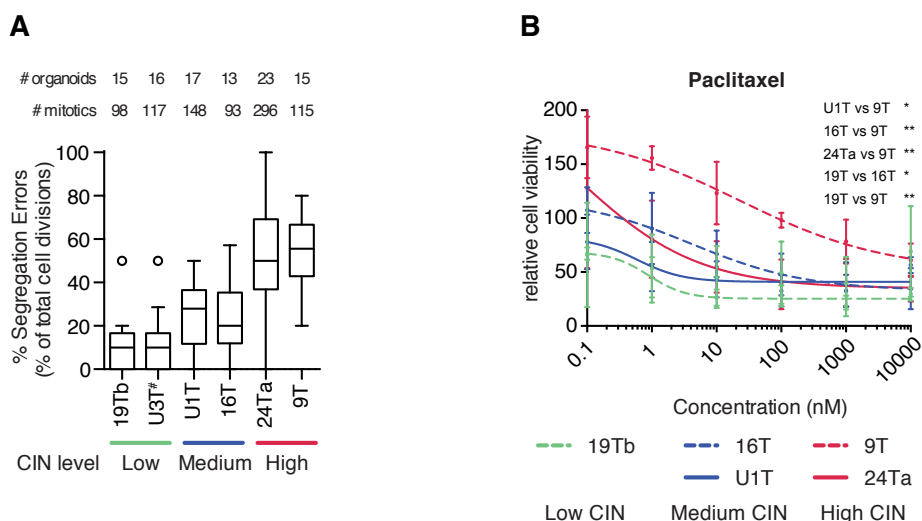 A
# organoids 15 16 17 13 23 15
# mitotics 98 117 148 93 296 115
% Segregation Errors
(% of total cell divisions)
100
80
60
40
20
0
19Tb U3T# U1T 16T 24Ta 9T
CIN level Low Medium High
B
Paclitaxel
U1T vs 9T *
16T vs 9T **
24Ta vs 9T **
19T vs 16T *
19T vs 9T **
relative cell viability
200
150
100
50
0
0.1 1 10 100 1000 10000
Concentration (nM)
19Tb 16T 9T
U1T 24Ta
Low CIN Medium CIN High CIN